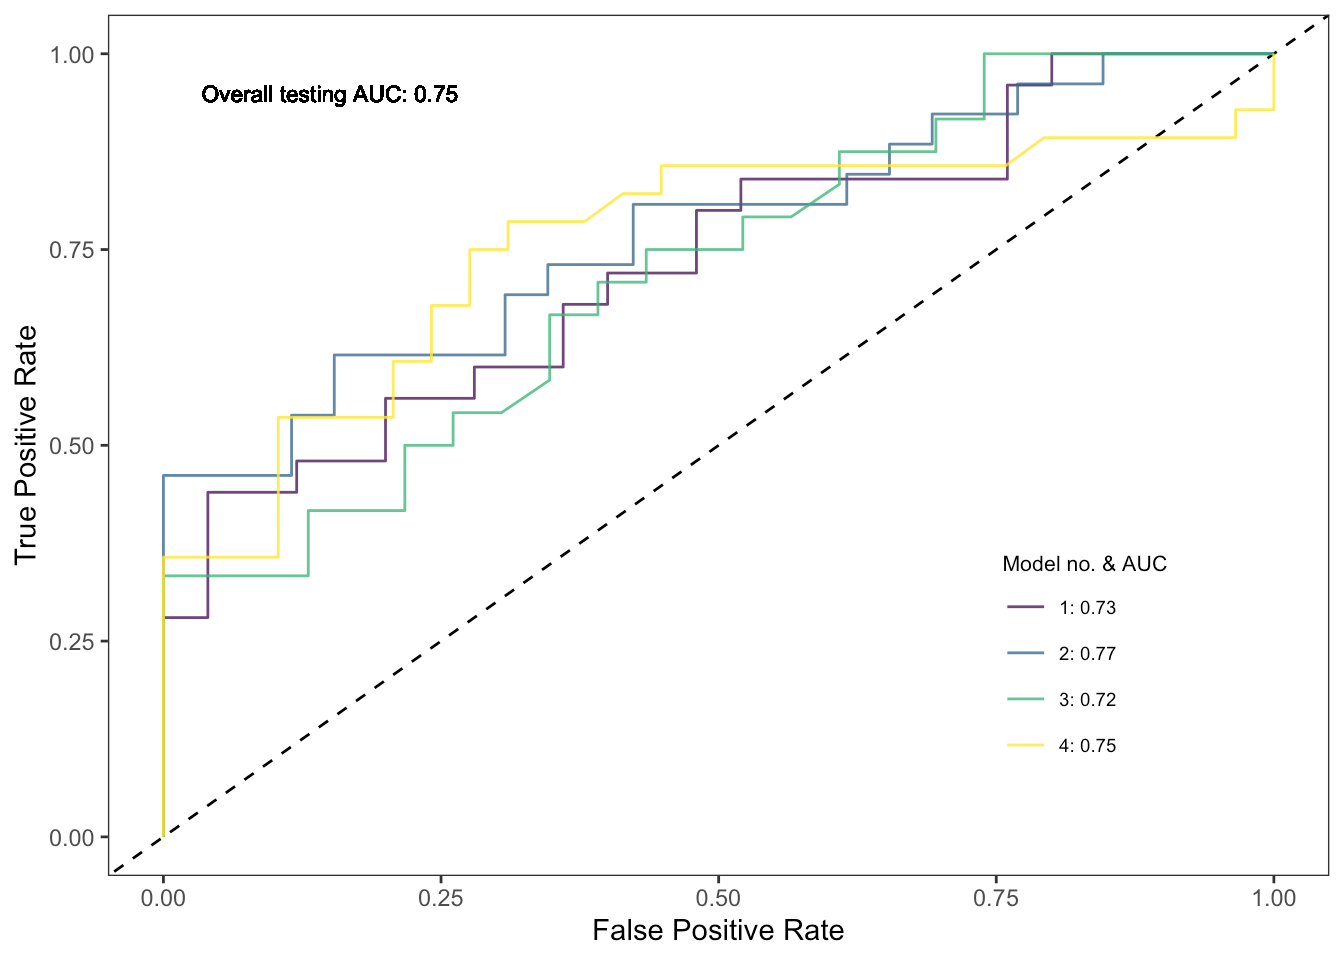 1.00
Overall testing AUC: 0.75
0.75
0.50
0.25
0.00
True Positive Rate
Model no. & AUC
1: 0.73
2: 0.77
3: 0.72
4: 0.75
0.00 0.25 0.50 0.75 1.00
False Positive Rate